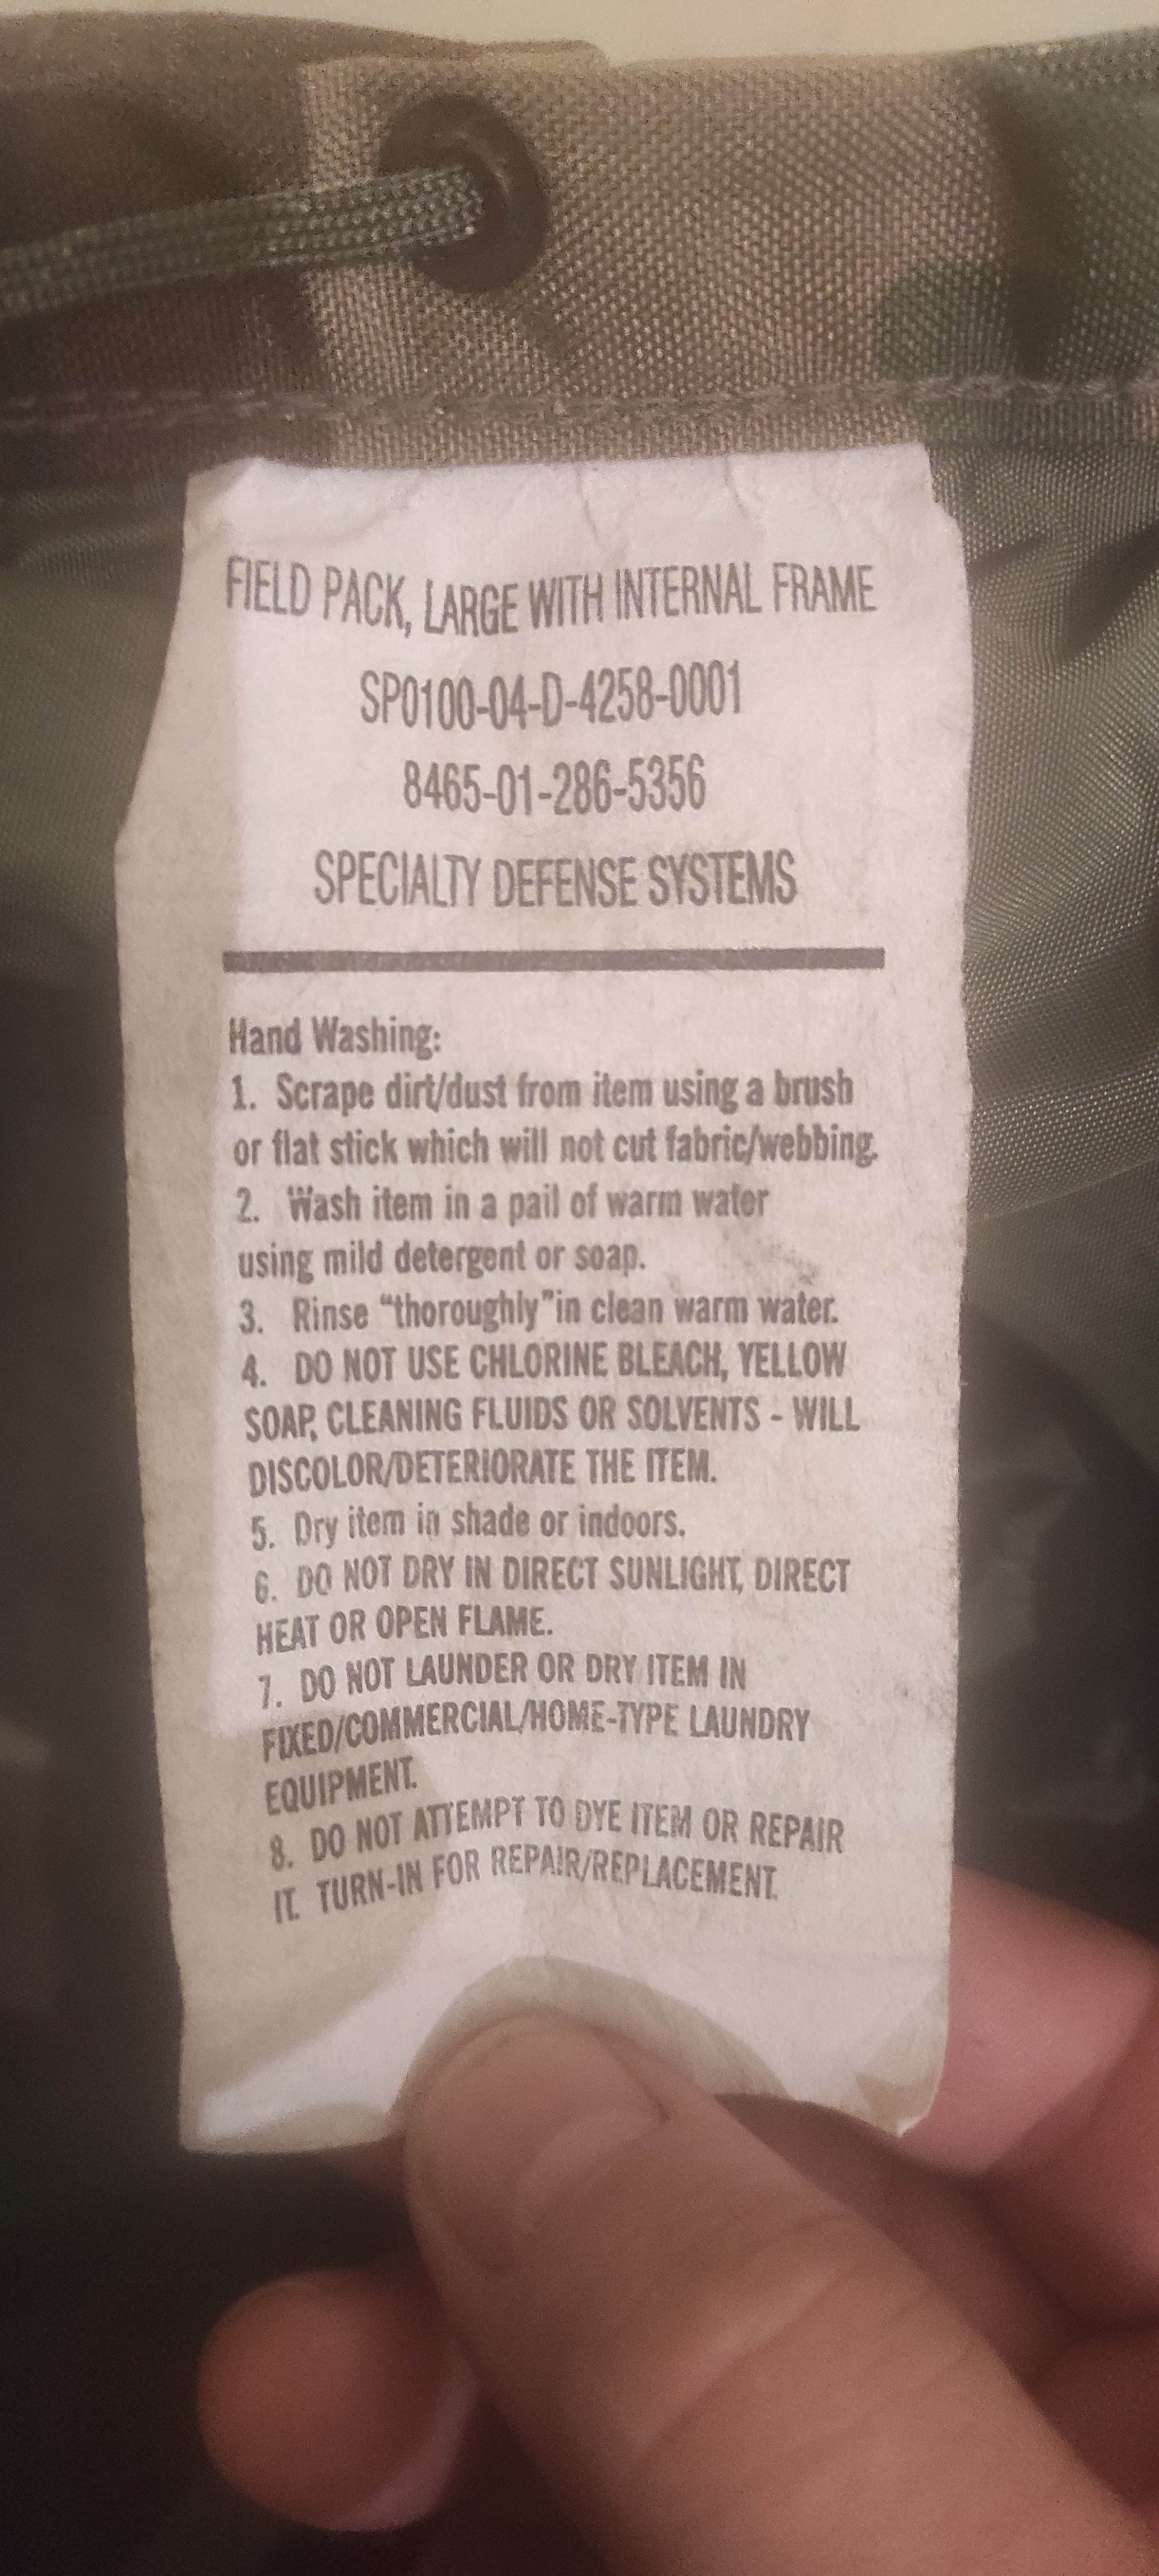 FIELD PACK, LARGE WITH INTERNAL FRAME
SP0100-04-D-4258-0001
8465-01-286-5356
SPECIALTY DEFENSE SYSTEMS
Hand Washing:
1. Scrape dirt/dust from item using a brush
or flat stick which will not cut fabric/webbing.
2. Wash item in a pail of warm water
using mild detergent or soap.
3. Rinse “thoroughly”in clean warm water.
4. DO NOT USE CHLORINE BLEACH, YELLOW
SOAP, CLEANING FLUIDS OR SOLVENTS - WILL
DISCOLOR/DETERIORATE THE ITEM.
5. Dry item in shade or indoors.
6. DO NOT DRY IN DIRECT SUNLIGHT, DIRECT
HEAT OR OPEN FLAME.
7. DO NOT LAUNDER OR DRY ITEM IN
FIXED/COMMERCIAL/HOME-TYPE LAUNDRY
EQUIPMENT.
8. DO NOT ATTEMPT TO DYE ITEM OR REPAIR
IT. TURN-IN FOR REPAIR/REPLACEMENT.